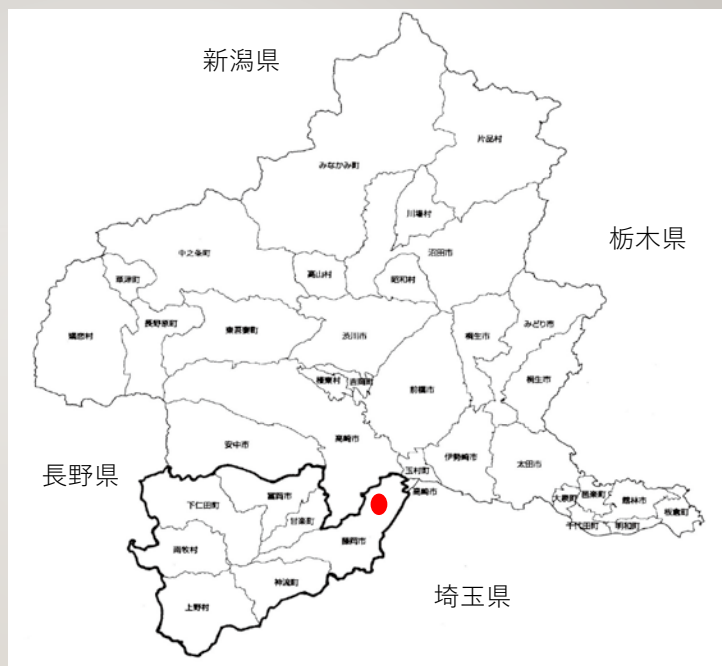 新潟県
片品村
みなかみ町
川場村
栃木県
沼田市
中之条町
高山村
昭和村
草津町
嬬恋村
長野原町
東吾妻町
渋川市
桐生市
みどり市
榛東村
吉岡町
前橋市
桐生市
高崎市
安中市
伊勢崎市
太田市
玉村町
長野県
高崎市
大泉町
邑楽町
館林市
板倉町
千代田町
明和町
下仁田町
富岡市
甘楽町
藤岡市
南牧村
神流町
上野村
埼玉県